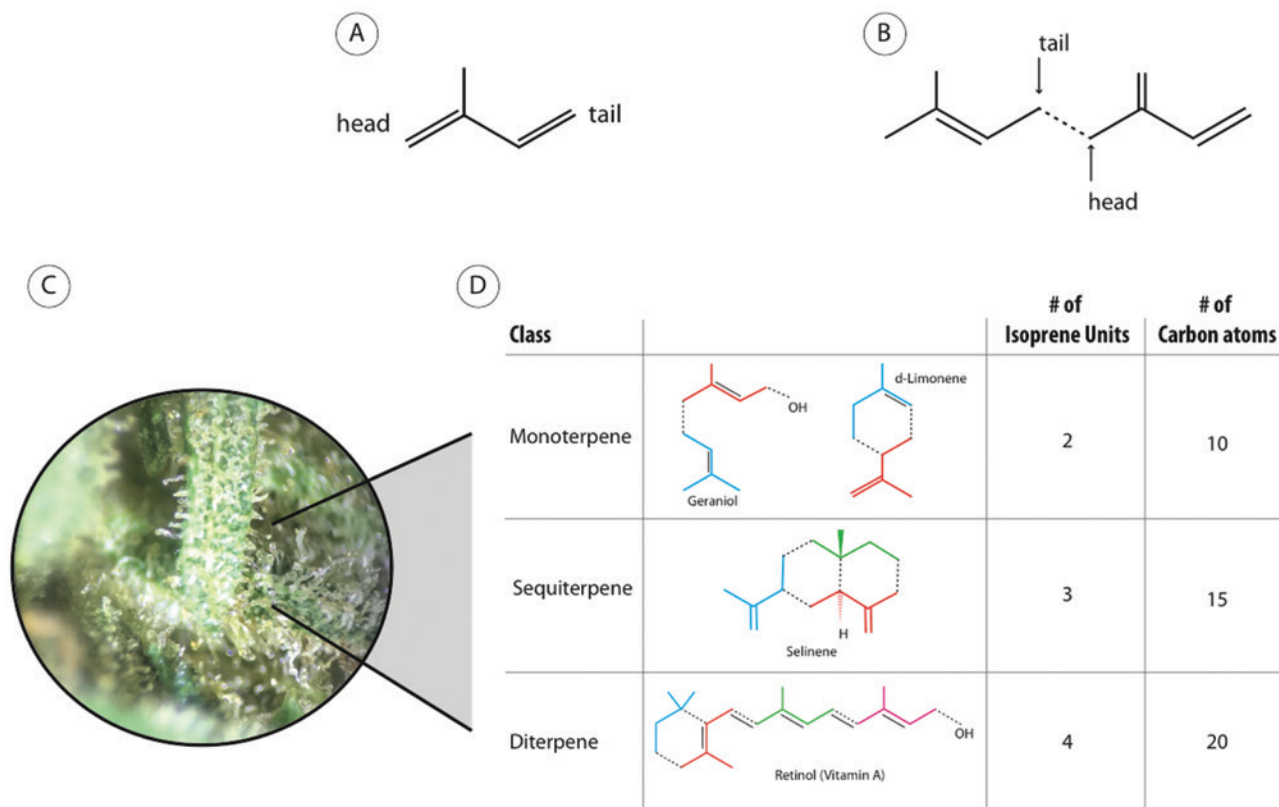 A
head
tail
B
tail
head
C
D
Class
# of
Isoprene Units
# of
Carbon atoms
Monoterpene
OH
Geraniol
d-Limonene
2
10
Sequiterpene
H
Selinene
3
15
Diterpene
OH
Retinol (Vitamin A)
4
20